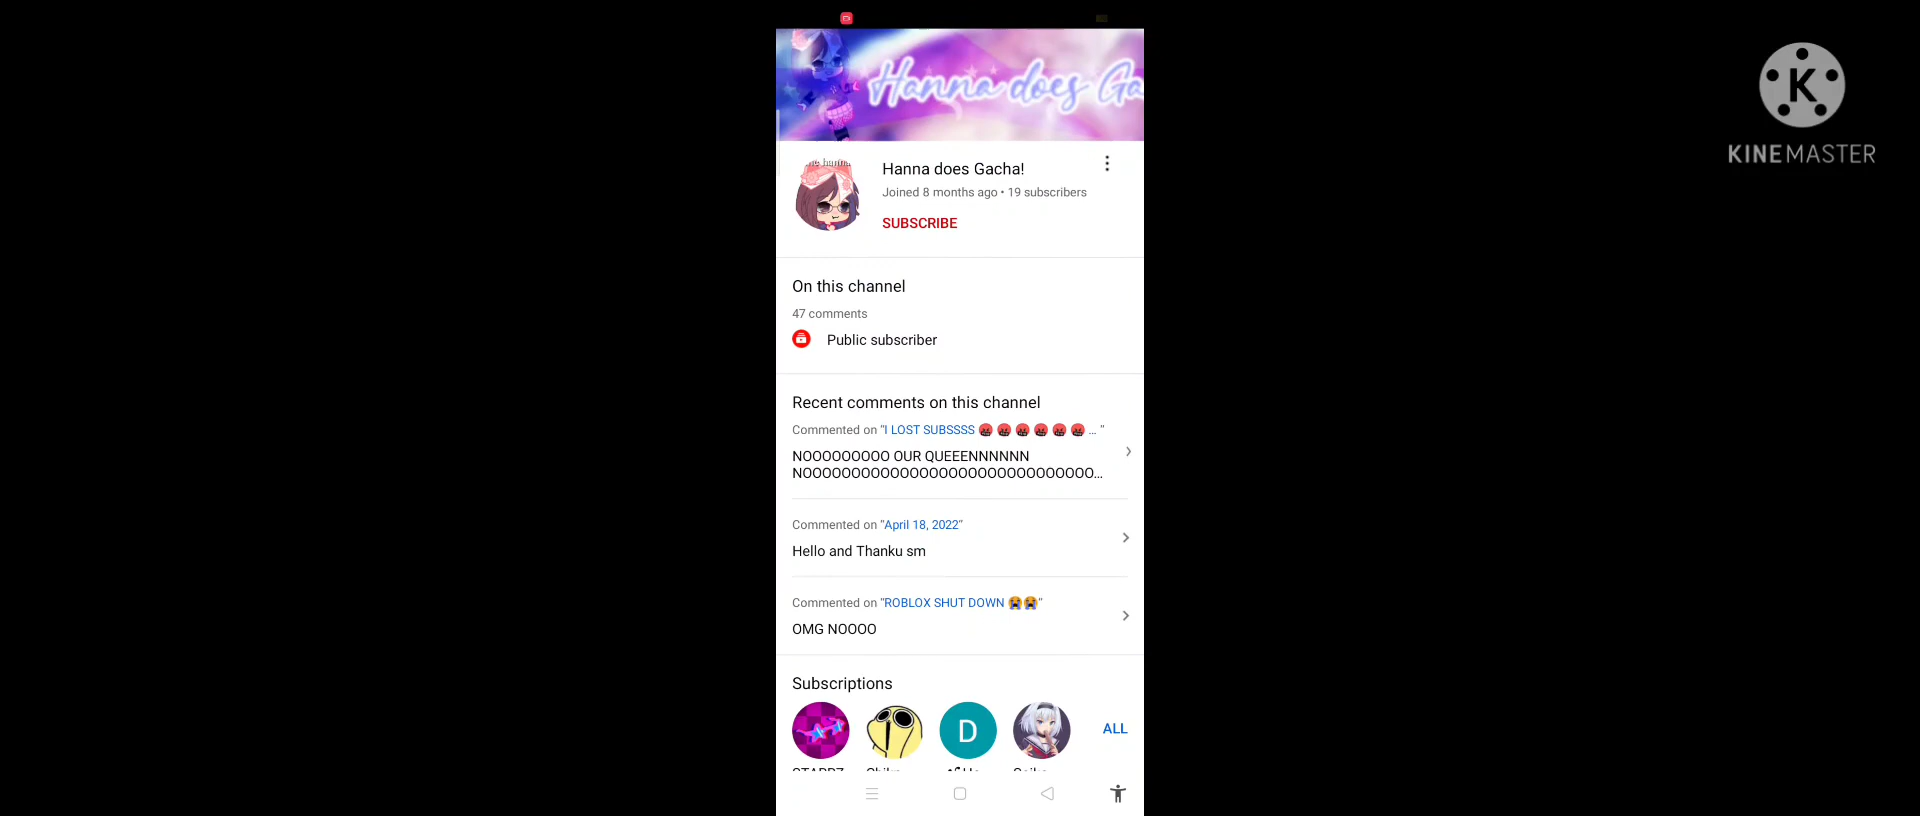 Hanna does Ga
KINEMASTER
Hanna does Gacha!
Joined 8 months ago • 19 subscribers
SUBSCRIBE
On this channel
47 comments
Public subscriber
Recent comments on this channel
Commented on "I LOST SUBSSSS 🤬 🤬 🤬 🤬 🤬 🤬 ... "
NOOOOOOOOO OUR QUEEENNNNNN
NOOOOOOOOOOOOOOOOOOOOOOOOOOOOOO...
Commented on "April 18, 2022"
Hello and Thanku sm
Commented on "ROBLOX SHUT DOWN 😭😭"
OMG NOOOO
Subscriptions
D
ALL